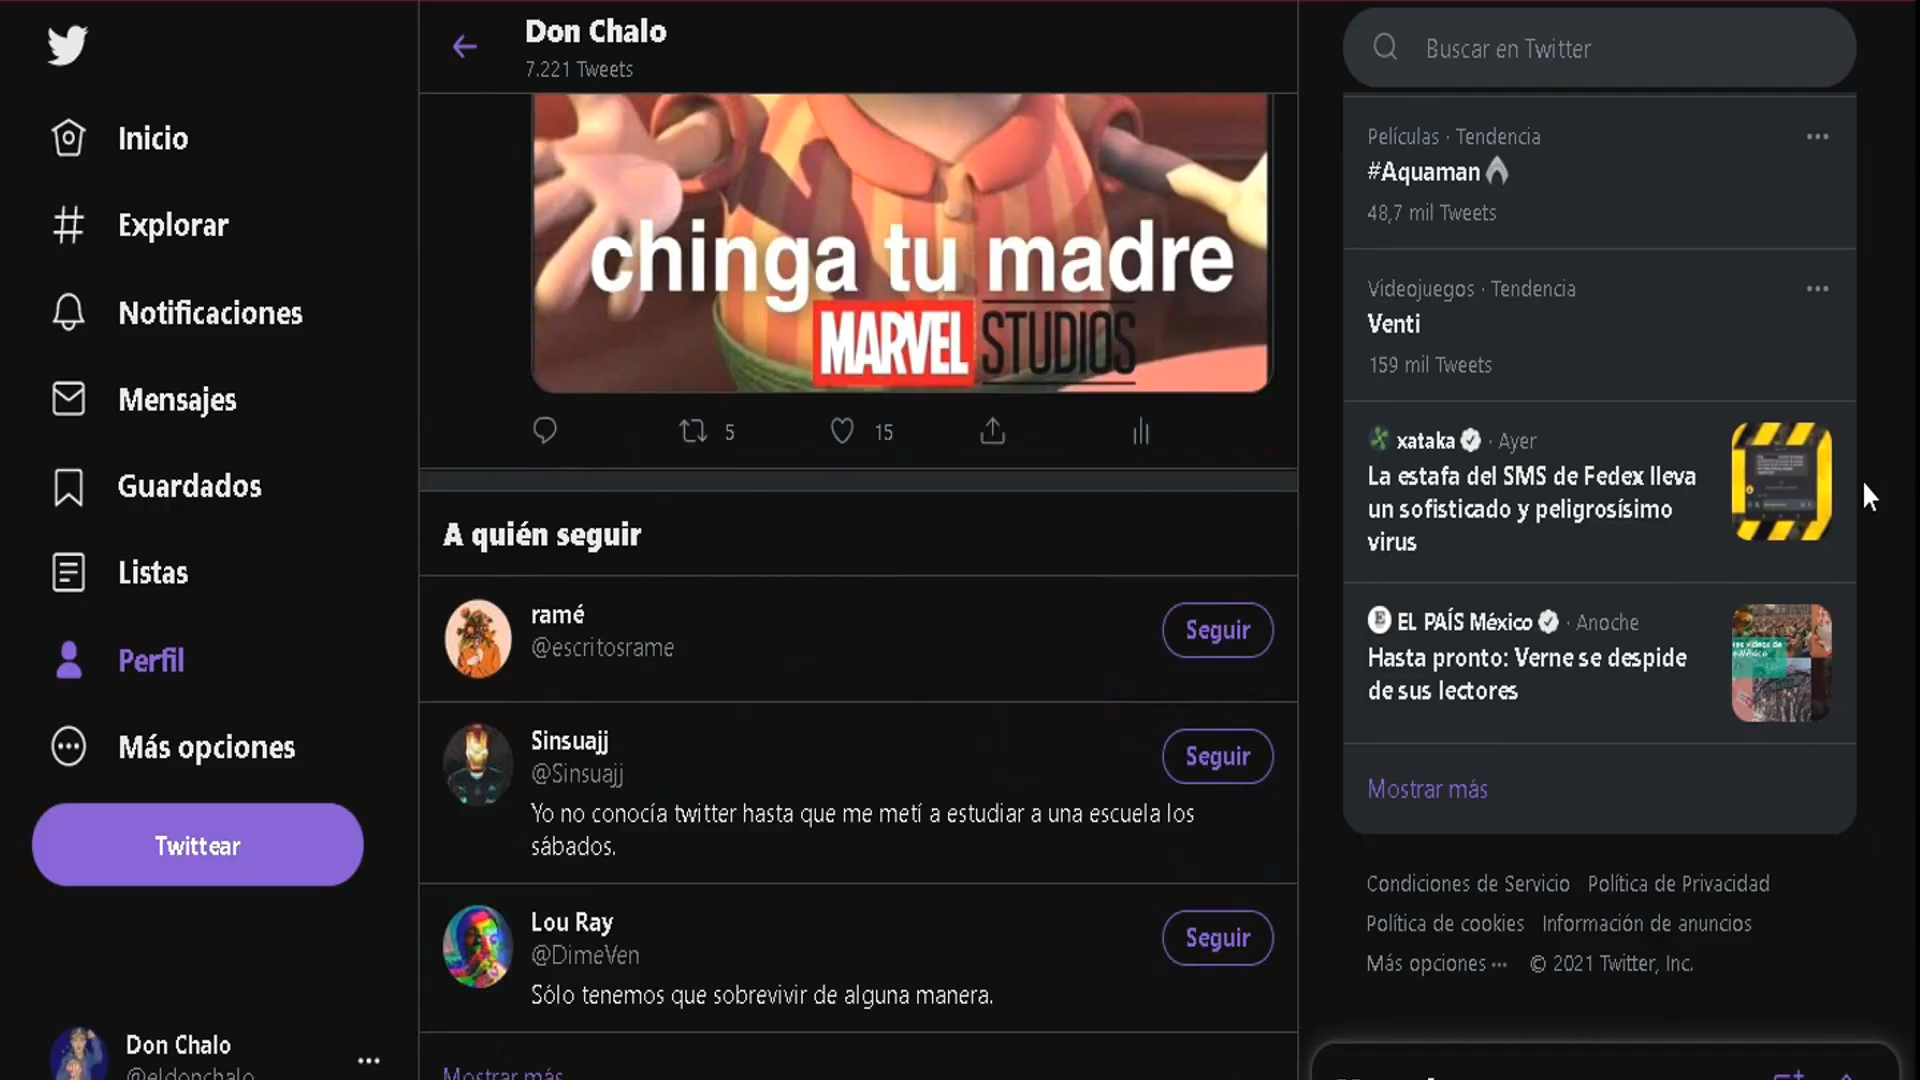 Inicio
Explorar
Notificaciones
Mensajes
Guardados
Listas
Perfil
Más opciones
Twittear
Don Chalo
@eldonchalo
Don Chalo
7.221 Tweets
chinga tu madre
MARVEL STUDIOS
5
15
A quién seguir
ramé
@escritosrame
Seguir
Sinsuajj
@Sinsuajj
Seguir
Yo no conocía twitter hasta que me metí a estudiar a una escuela los
sábados.
Lou Ray
@DimeVen
Seguir
Sólo tenemos que sobrevivir de alguna manera.
Mostrar más
Buscar en Twitter
Películas · Tendencia
#Aquaman
48,7 mil Tweets
Videojuegos · Tendencia
Venti
159 mil Tweets
xataka · Ayer
La estafa del SMS de Fedex lleva
un sofisticado y peligrosísimo
virus
EL PAÍS México · Anoche
Hasta pronto: Verne se despide
de sus lectores
Mostrar más
Condiciones de Servicio Política de Privacidad
Política de cookies Información de anuncios
Más opciones ··· © 2021 Twitter, Inc.